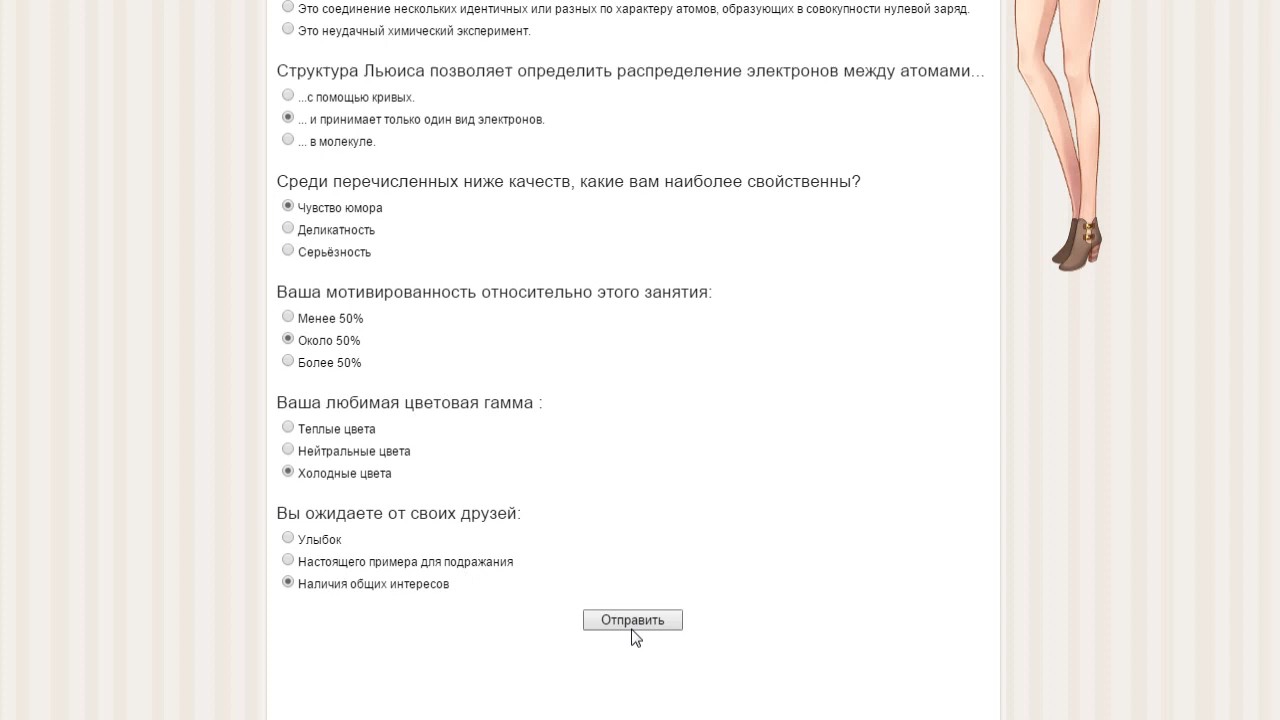 Это соединение нескольких идентичных или разных по характеру атомов, образующих в совокупности нулевой заряд.
Это неудачный химический эксперимент.
Структура Льюиса позволяет определить распределение электронов между атомами...
...с помощью кривых.
... и принимает только один вид электронов.
... в молекуле.
Среди перечисленных ниже качеств, какие вам наиболее свойственны?
Чувство юмора
Деликатность
Серьёзность
Ваша мотивированность относительно этого занятия:
Менее 50%
Около 50%
Более 50%
Ваша любимая цветовая гамма :
Теплые цвета
Нейтральные цвета
Холодные цвета
Вы ожидаете от своих друзей:
Улыбок
Настоящего примера для подражания
Наличия общих интересов
Отправить